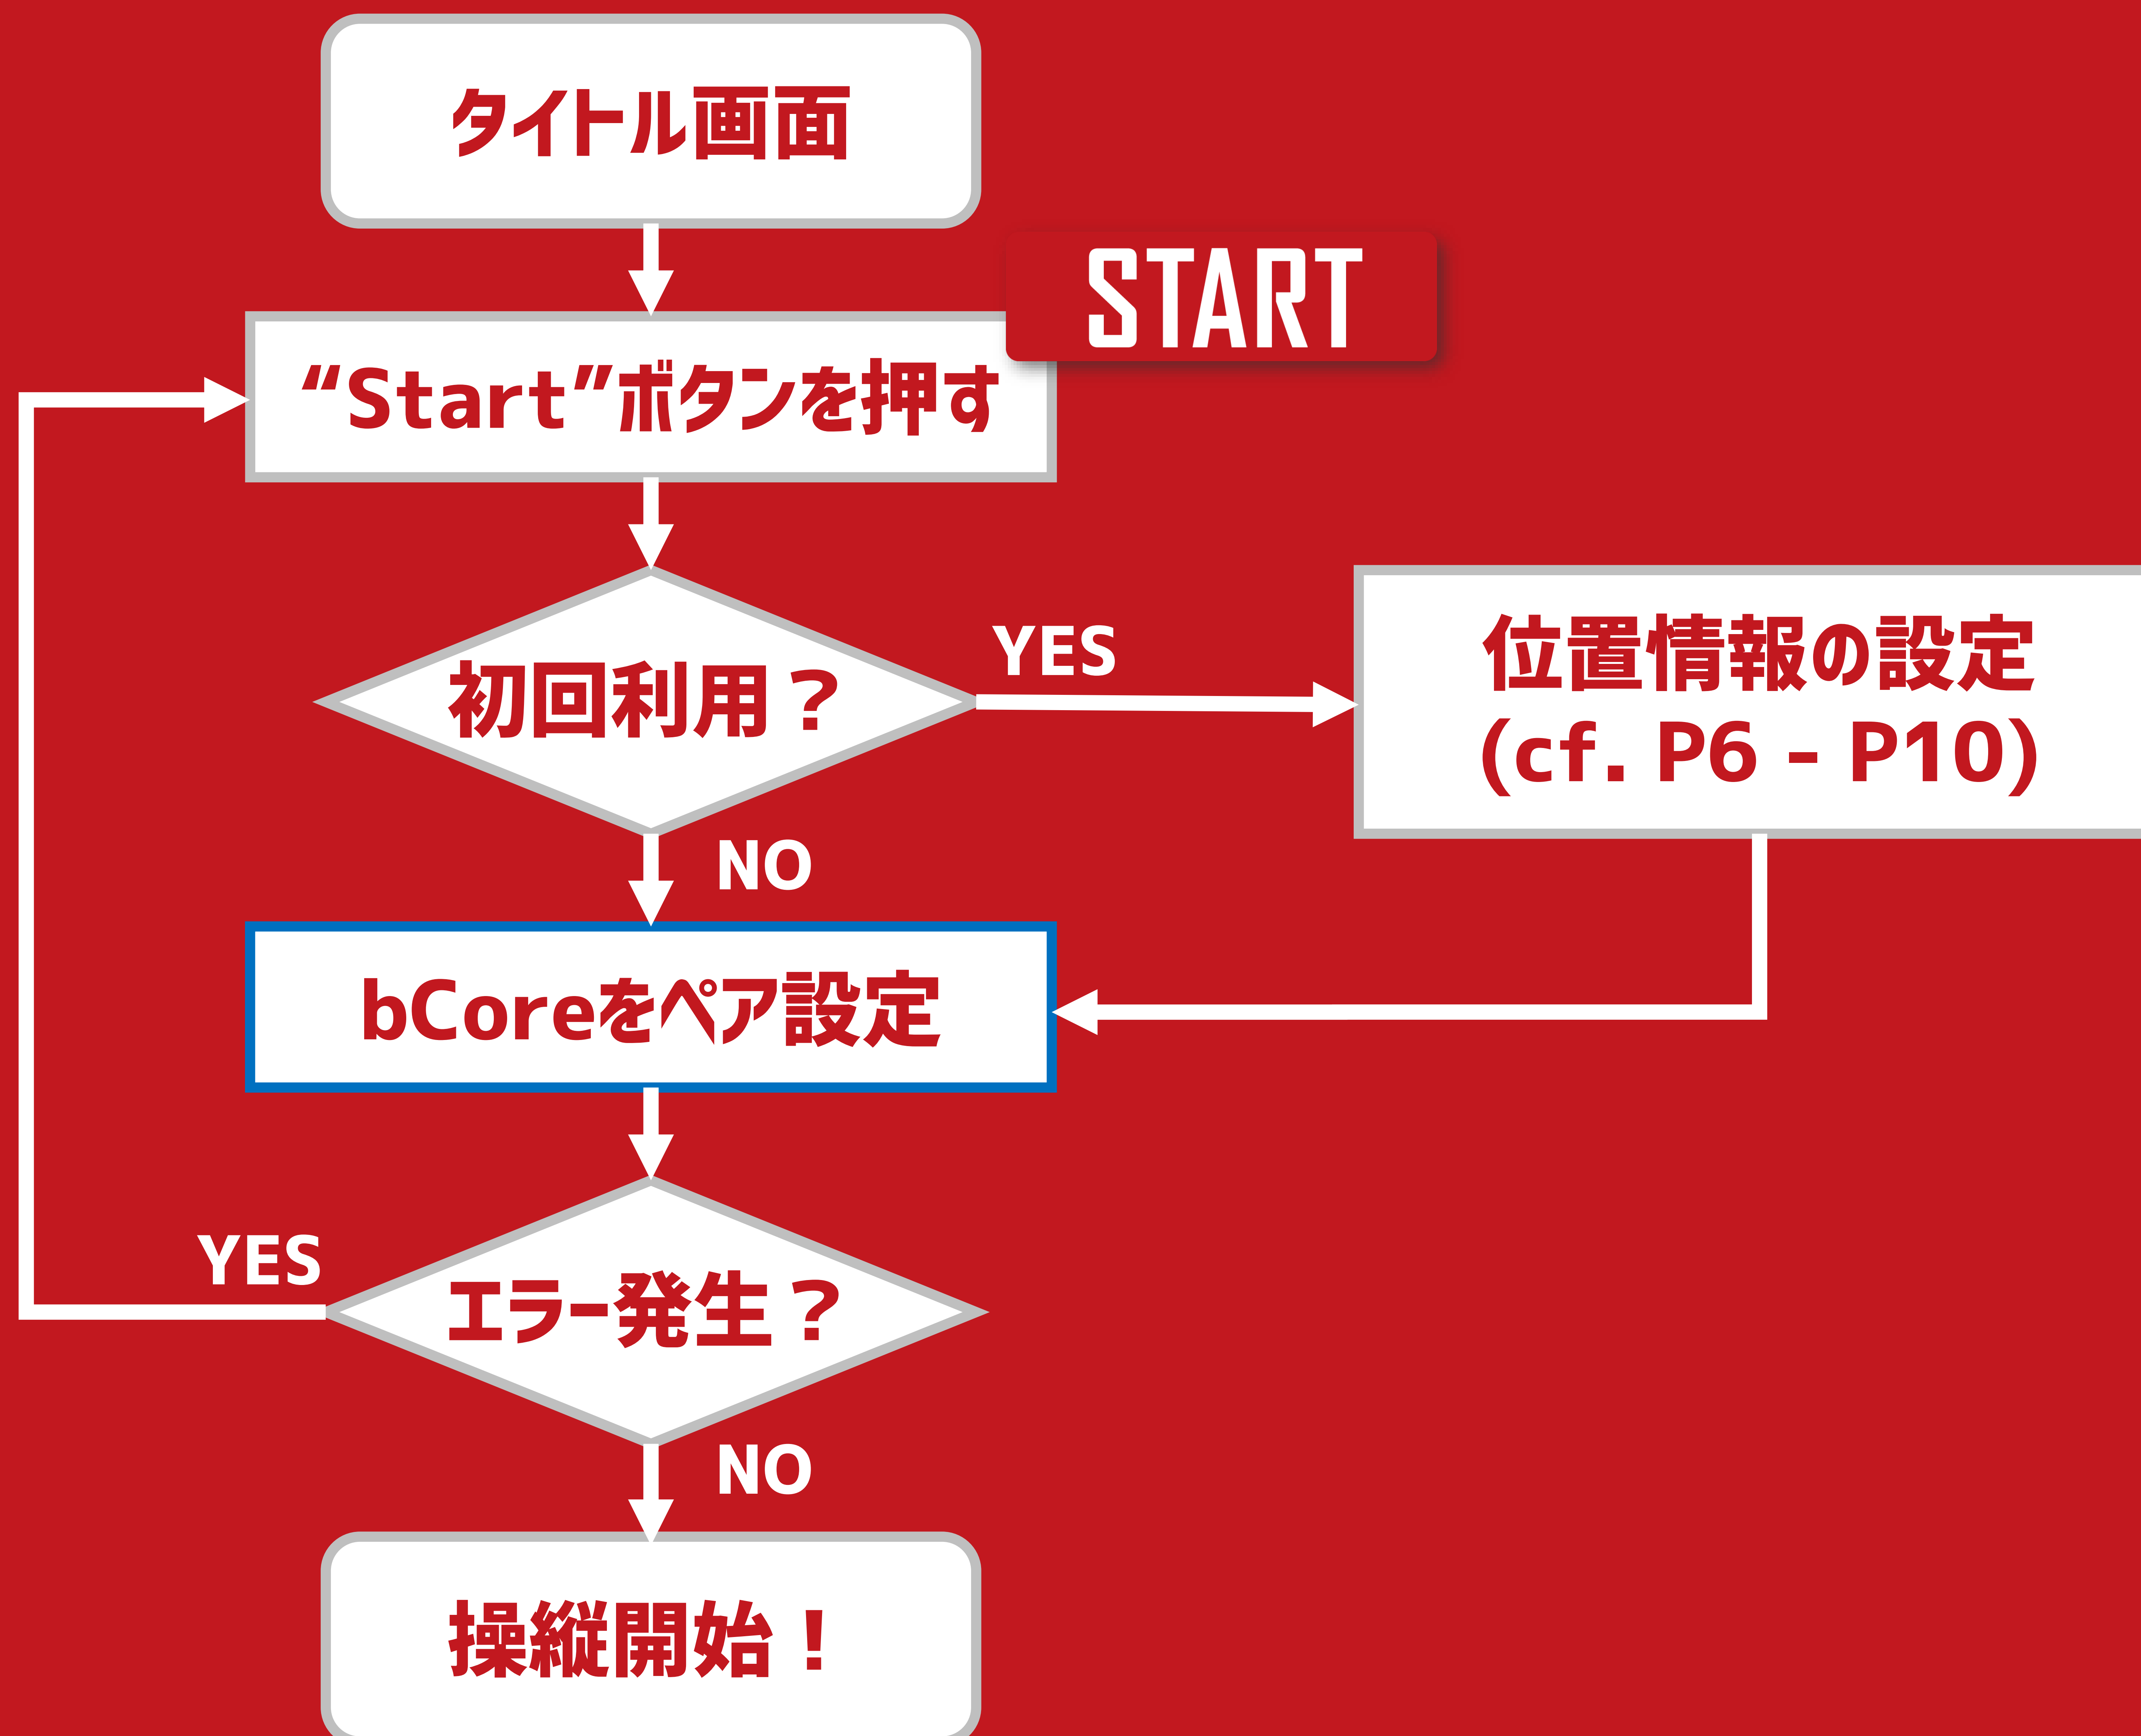 タイトル画面
START
“Start”ボタンを押す
初回利用？
YES
位置情報の設定
(cf. P6 - P10)
NO
bCoreをペア設定
YES
エラー発生？
NO
操縦開始！